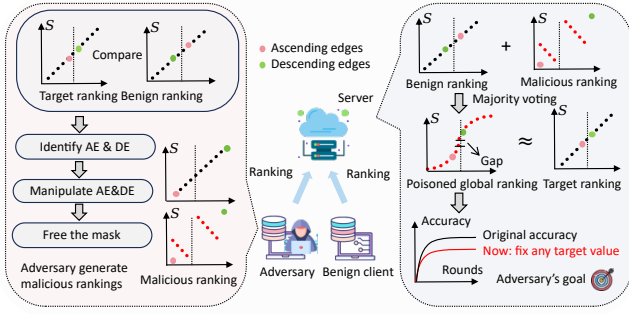 S
Compare
S
Target ranking
Benign ranking
Ascending edges
Descending edges
Identify AE & DE
Manipulate AE&DE
Free the mask
S
S
Adversary generate
malicious rankings
Malicious ranking
Server
Ranking
Ranking
Adversary
Benign client
S
+
S
Benign ranking
Malicious ranking
Majority voting
S
Gap
≈
S
Poisoned global ranking
Target ranking
Accuracy
Original accuracy
Now: fix any target value
Rounds
Adversary's goal